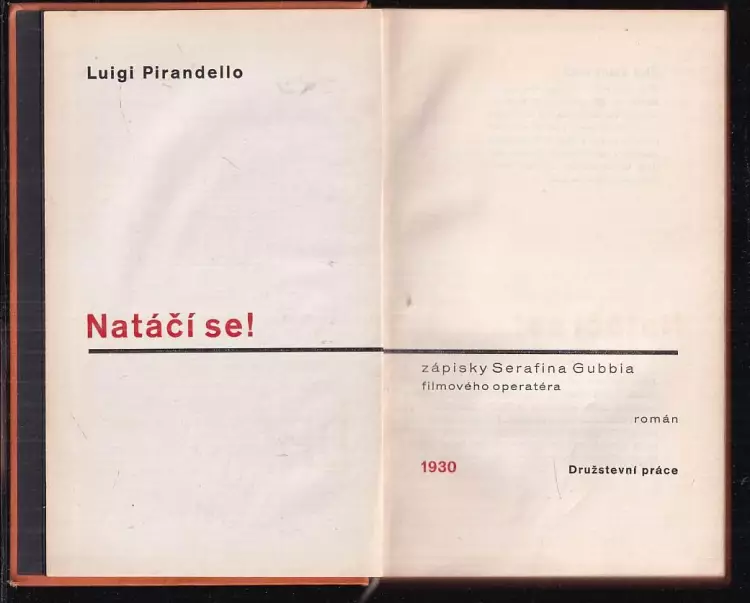 Luigi Pirandello
Natáčí se!
zápisky Serafina Gubbia
filmového operatéra
román
1930
Družstevní práce